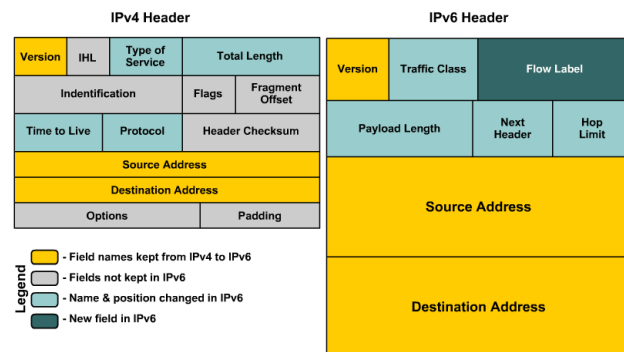 IPv4 Header
Version IHL Type of Service Total Length
Indentification Flags Fragment Offset
Time to Live Protocol Header Checksum
Source Address
Destination Address
Options Padding
Legend
- Field names kept from IPv4 to IPv6
- Fields not kept in IPv6
- Name & position changed in IPv6
- New field in IPv6
IPv6 Header
Version Traffic Class Flow Label
Payload Length Next Header Hop Limit
Source Address
Destination Address